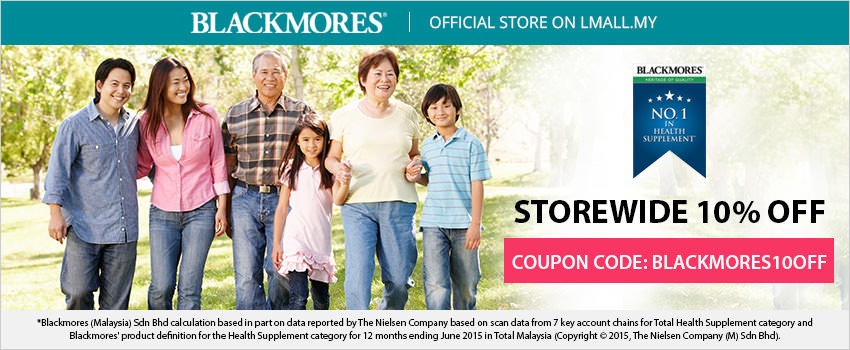 BLACKMORES® | OFFICIAL STORE ON LMALL.MY
BLACKMORES®
HERITAGE OF QUALITY
NO.1
IN
HEALTH
SUPPLEMENT*
STOREWIDE 10% OFF
COUPON CODE: BLACKMORES10OFF
*Blackmores (Malaysia) Sdn Bhd calculation based in part on data reported by The Nielsen Company based on scan data from 7 key account chains for Total Health Supplement category and
Blackmores' product definition for the Health Supplement category for 12 months ending June 2015 in Total Malaysia (Copyright © 2015, The Nielsen Company (M) Sdn Bhd).